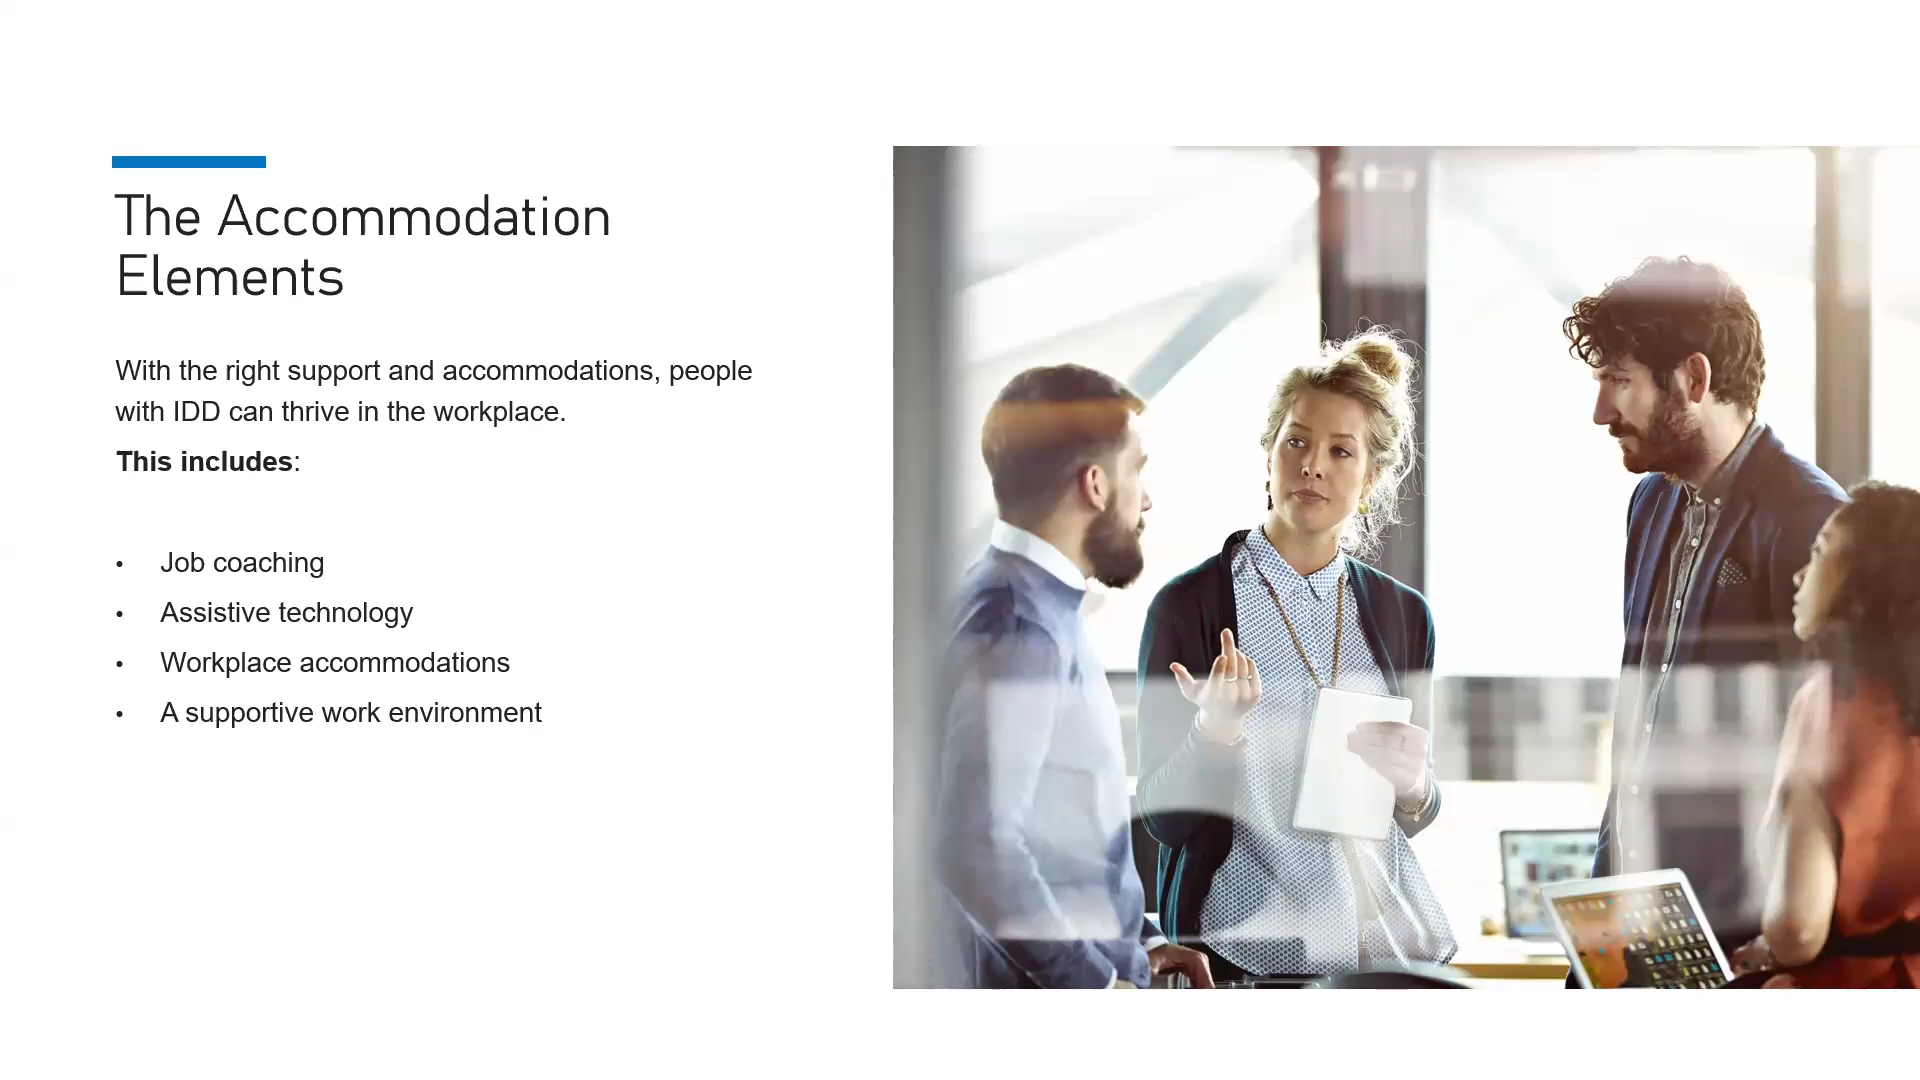 The Accommodation
Elements
With the right support and accommodations, people
with IDD can thrive in the workplace.
This includes:
• Job coaching
• Assistive technology
• Workplace accommodations
• A supportive work environment